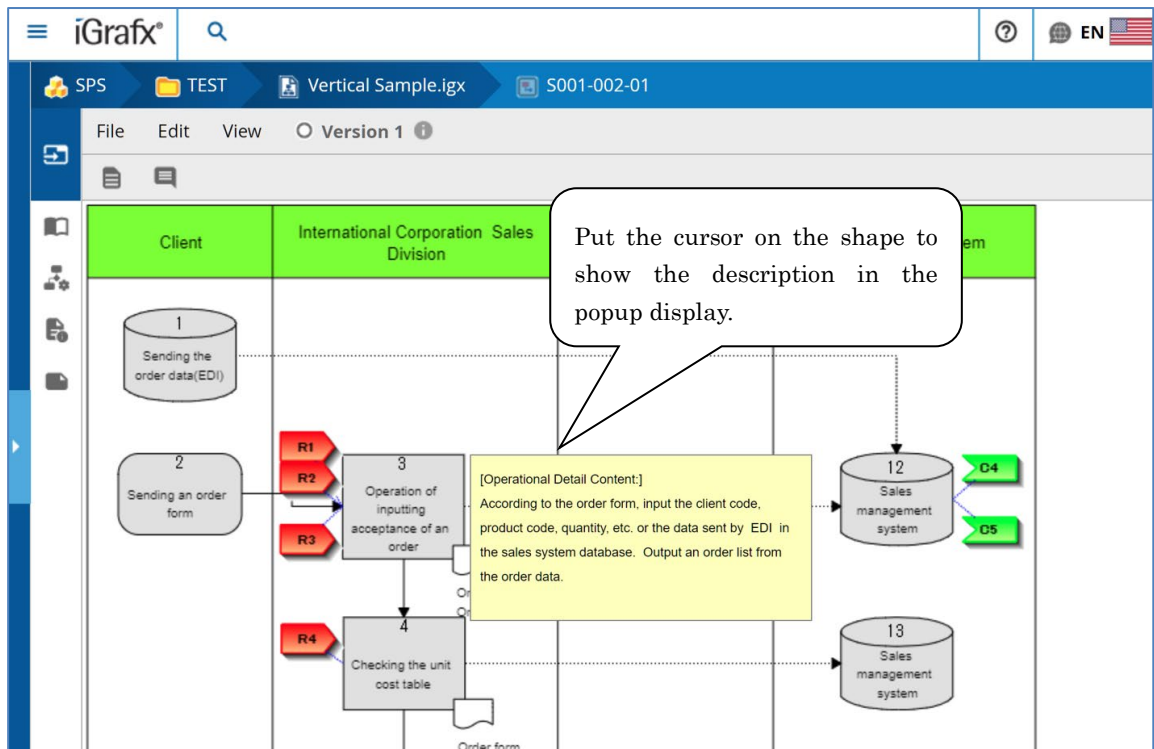 iGrafx®
EN
SPS
TEST
Vertical Sample.igx
S001-002-01
File
Edit
View
Version 1
Client
International Corporation Sales
Division
em
Put the cursor on the shape to
show the description in the
popup display.
1
Sending the
order data(EDI)
2
Sending an order
form
R1
R2
R3
3
Operation of
inputting
acceptance of an
order
[Operational Detail Content:]
According to the order form, input the client code,
product code, quantity, etc. or the data sent by EDI in
the sales system database. Output an order list from
the order data.
12
Sales
management
system
C4
C5
Or
Or
R4
4
Checking the unit
cost table
13
Sales
management
system
Order form